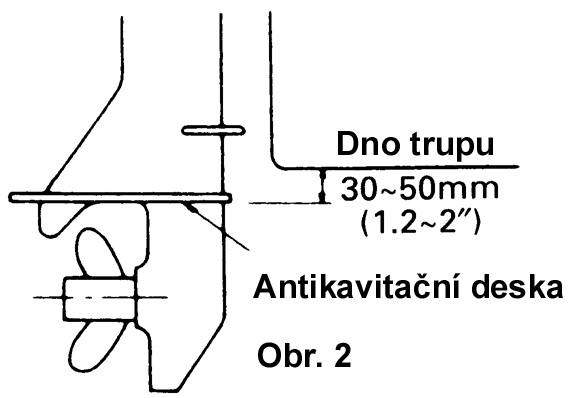 Dno trupu
30~50mm
(1.2~2″)
Antikavitační deska
Obr. 2